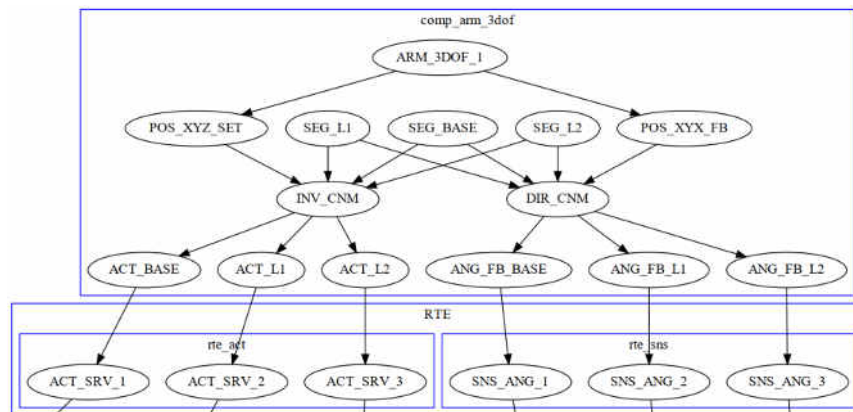 comp_arm_3dof
ARM_3DOF_1
POS_XYZ_SET
SEG_L1
SEG_BASE
SEG_L2
POS_XYX_FB
INV_CNM
DIR_CNM
ACT_BASE
ACT_L1
ACT_L2
ANG_FB_BASE
ANG_FB_L1
ANG_FB_L2
RTE
rte_act
rte_sns
ACT_SRV_1
ACT_SRV_2
ACT_SRV_3
SNS_ANG_1
SNS_ANG_2
SNS_ANG_3